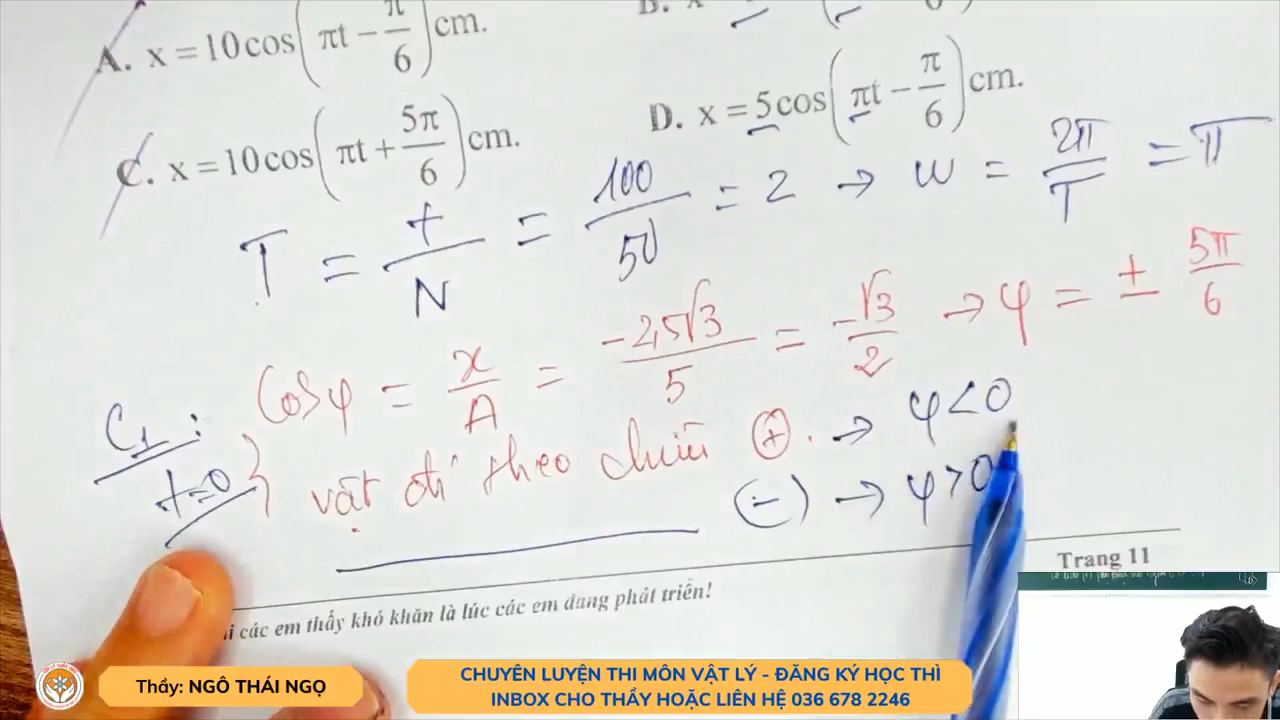 A. x = 10cos(πt − π/6)cm.
B. x
D. x = 5cos(πt − π/6)cm.
C. x = 10cos(πt + 5π/6)cm.
T = t/N = 100/50 = 2 → w = 2π/T = π
cosφ = x/A = −2,5√3/5 = −√3/2 → φ = ± 5π/6
C1:
t=0 } vật đi theo chiều (+). → φ<0
(−) → φ>0
Trang 11
các em thấy khó khăn là lúc các em đang phát triển!
Thầy: NGÔ THÁI NGỌ
CHUYÊN LUYỆN THI MÔN VẬT LÝ - ĐĂNG KÝ HỌC THÌ
INBOX CHO THẦY HOẶC LIÊN HỆ 036 678 2246